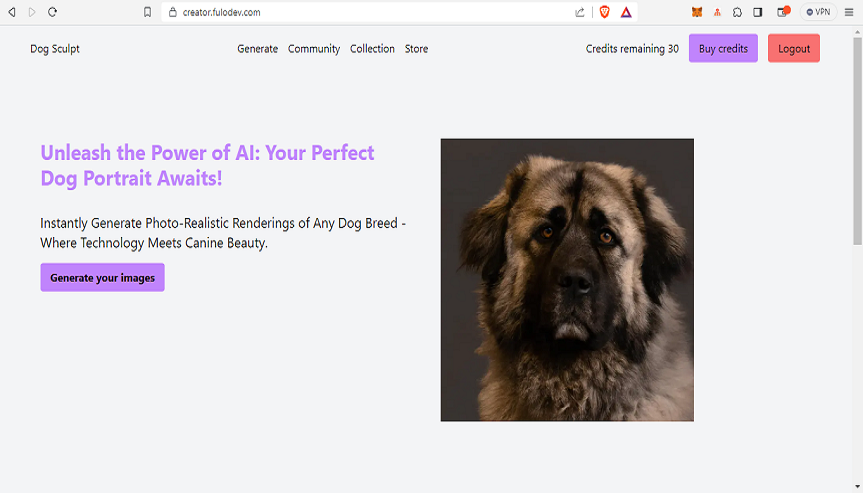 creator.fulodev.com
VPN
Dog Sculpt
Generate Community Collection Store
Credits remaining 30
Buy credits
Logout
Unleash the Power of AI: Your Perfect
Dog Portrait Awaits!
Instantly Generate Photo-Realistic Renderings of Any Dog Breed -
Where Technology Meets Canine Beauty.
Generate your images